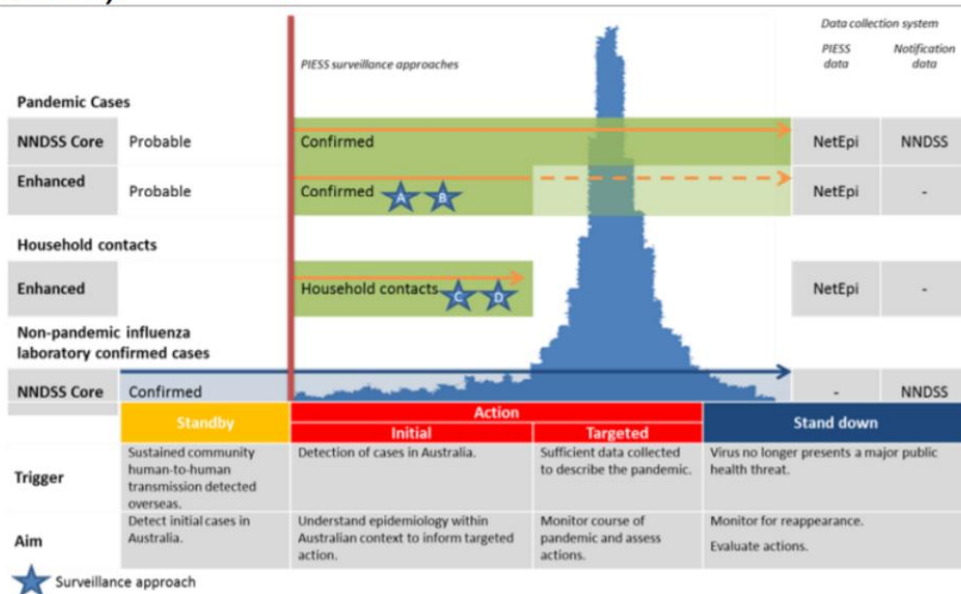 Data collection system
PIESS surveillance approaches
PIESS data
Notification data
Pandemic Cases
NNDSS Core Probable Confirmed NetEpi NNDSS
Enhanced Probable Confirmed A B NetEpi -
Household contacts
Enhanced Household contacts C D NetEpi -
Non-pandemic influenza
laboratory confirmed cases
NNDSS Core Confirmed - NNDSS
Standby
Action
Initial
Targeted
Stand down
Trigger
Sustained community
human-to-human
transmission detected
overseas.
Detection of cases in Australia.
Sufficient data collected
to describe the pandemic.
Virus no longer presents a major public
health threat.
Aim
Detect initial cases in
Australia.
Understand epidemiology within
Australian context to inform targeted
action.
Monitor course of
pandemic and assess
actions.
Monitor for reappearance.
Evaluate actions.
Surveillance approach